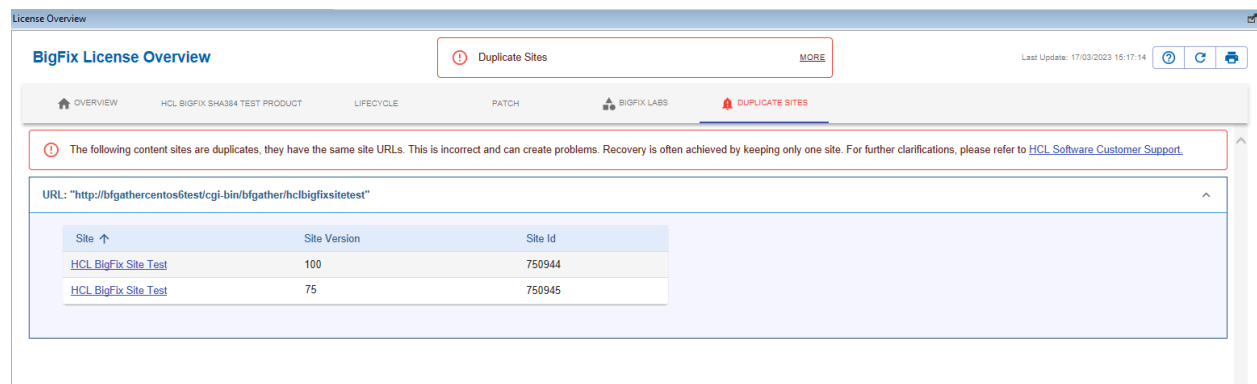 License Overview
BigFix License Overview
Duplicate Sites
MORE
Last Update: 17/03/2023 15:17:14
OVERVIEW
HCL BIGFIX SHA384 TEST PRODUCT
LIFECYCLE
PATCH
BIGFIX LABS
DUPLICATE SITES
The following content sites are duplicates, they have the same site URLs. This is incorrect and can create problems. Recovery is often achieved by keeping only one site. For further clarifications, please refer to HCL Software Customer Support.
URL: "http://bfgathercentos6test/cgi-bin/bfgather/hclbigfixsitetest"
Site Site Version Site Id
HCL BigFix Site Test 100 750944
HCL BigFix Site Test 75 750945